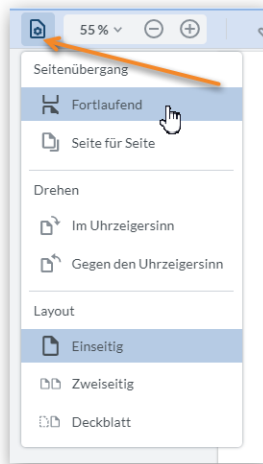 55 %
Seitenübergang
Fortlaufend
Seite für Seite
Drehen
Im Uhrzeigersinn
Gegen den Uhrzeigersinn
Layout
Einseitig
Zweiseitig
Deckblatt